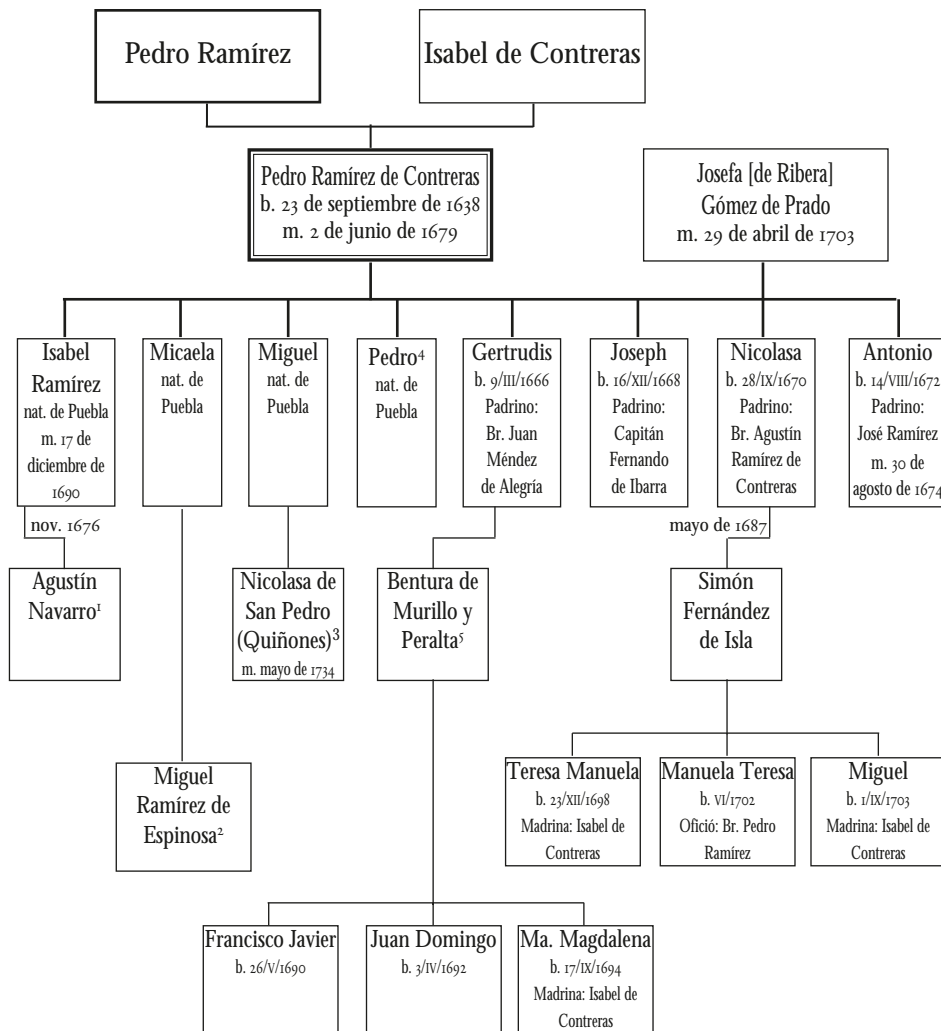 Pedro Ramírez
Isabel de Contreras
Pedro Ramírez de Contreras
b. 23 de septiembre de 1638
m. 2 de junio de 1679
Josefa [de Ribera]
Gómez de Prado
m. 29 de abril de 1703
Isabel
Ramírez
nat. de Puebla
m. 17 de
diciembre de
1690
Micaela
nat. de
Puebla
Miguel
nat. de
Puebla
Pedro⁴
nat. de
Puebla
Gertrudis
b. 9/III/1666
Padrino:
Br. Juan
Méndez
de Alegría
Joseph
b. 16/XII/1668
Padrino:
Capitán
Fernando
de Ibarra
Nicolasa
b. 28/IX/1670
Padrino:
Br. Agustín
Ramírez de
Contreras
Antonio
b. 14/VIII/1672
Padrino:
José Ramírez
m. 30 de
agosto de 1674
nov. 1676
mayo de 1687
Agustín
Navarro¹
Nicolasa de
San Pedro
(Quiñones)³
m. mayo de 1734
Bentura de
Murillo y
Peralta⁵
Simón
Fernández
de Isla
Miguel
Ramírez de
Espinosa²
Teresa Manuela
b. 23/XII/1698
Madrina: Isabel de
Contreras
Manuela Teresa
b. VI/1702
Ofició: Br. Pedro
Ramírez
Miguel
b. 1/IX/1703
Madrina: Isabel de
Contreras
Francisco Javier
b. 26/V/1690
Juan Domingo
b. 3/IV/1692
Ma. Magdalena
b. 17/IX/1694
Madrina: Isabel de
Contreras